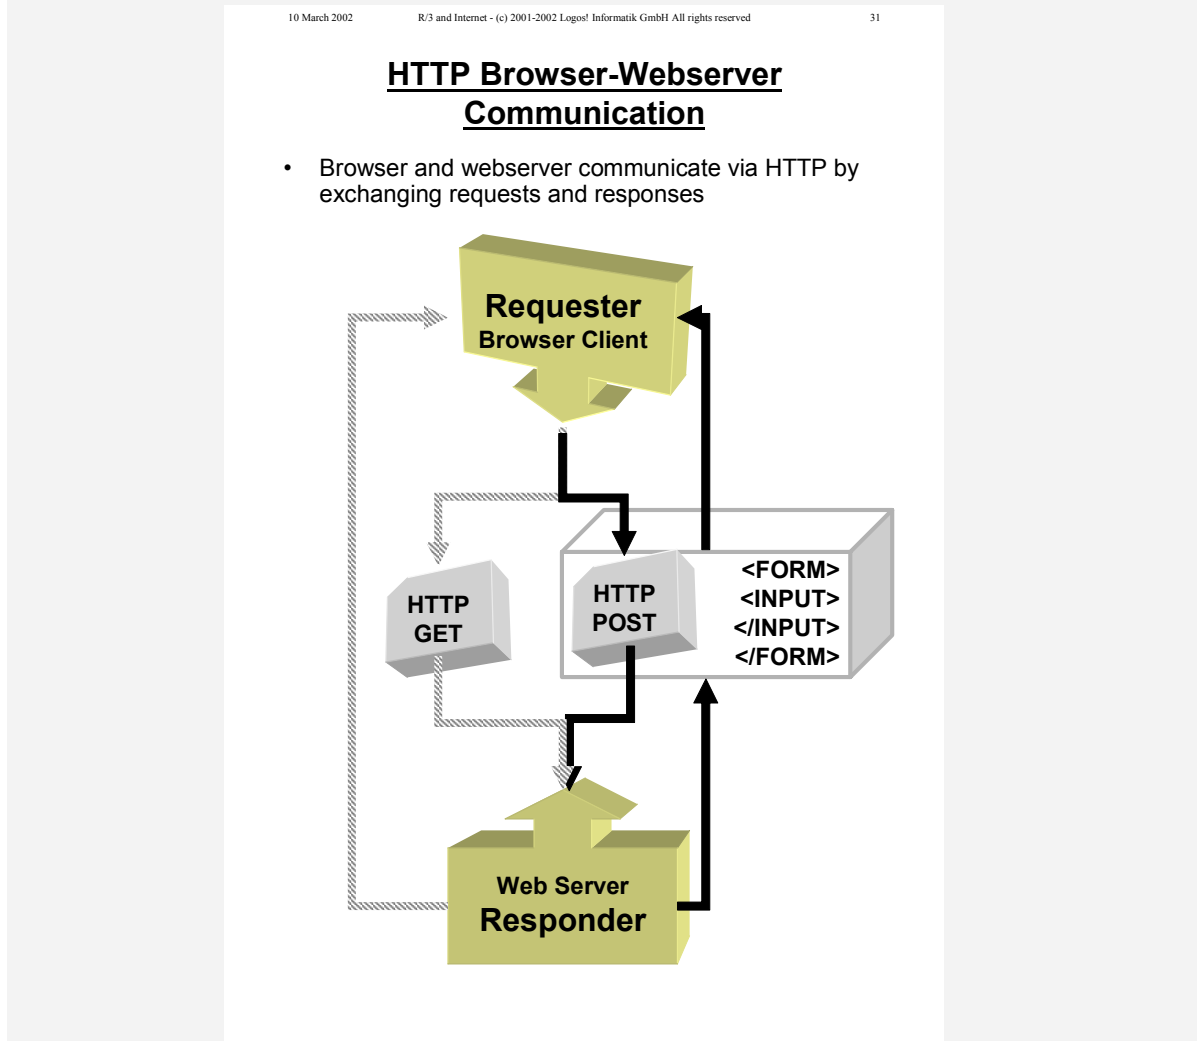 10 March 2002 R/3 and Internet - (c) 2001-2002 Logos! Informatik GmbH All rights reserved 31
HTTP Browser-Webserver
Communication
• Browser and webserver communicate via HTTP by
exchanging requests and responses
Requester
Browser Client
HTTP
GET
HTTP
POST
<FORM>
<INPUT>
</INPUT>
</FORM>
Web Server
Responder